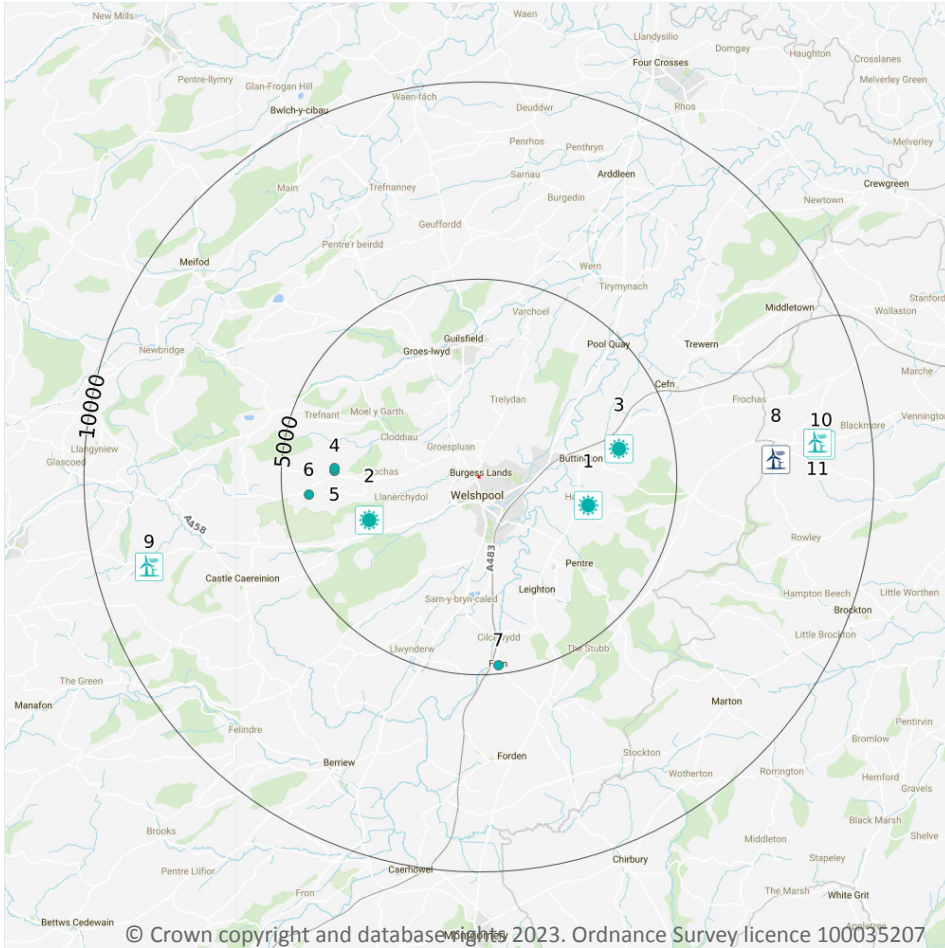 New Mills
Waen
Llandysilio
Domgay
Haughton
Crosslanes
Four Crosses
Melverley Green
Pentre-llymry
Glan-Frogan Hill
Waen-fâch
Bwlch-y-cibau
Deuddwr
Rhos
Penrhos
Penthryn
Melverley
Sarnau
Arddleen
Main
Trefnanney
Burgedin
Crewgreen
Newtown
Geuffordd
Pentre'r beirdd
Meifod
Wern
Tirymynach
Stanford
Middletown
Wollaston
Varchoel
Guilsfield
Groes-lwyd
Pool Quay
Trewern
Newbridge
Marche
Cefn
10000
Trelydan
Frochas
3
8
10
Trefnant
Moel y Garth
Vennington
Blackmore
5000
Cloddiau
Groespluan
4
Llangyniew
Glascoed
6
2
Burgess Lands
1
11
5
Llanerchydol
Welshpool
A458
Rowley
9
A483
Pentre
Castle Caereinion
Leighton
Hampton Beech
Little Worthen
Sarn-y-bryn-caled
Brockton
7
Little Brockton
Llwynderw
The Stubb
The Green
Manafon
Marton
Pentirvin
Felindre
Bromlow
Stockton
Berriew
Forden
Wotherton
Rorrington
Hemford
Gravels
Black Marsh
Brooks
Middleton
Shelve
Pentre Llifior
Caerhowel
Chirbury
Stapeley
Fron
The Marsh
White Grit
Bettws Cedewain
© Crown copyright and database rights 2023. Ordnance Survey licence 100035207